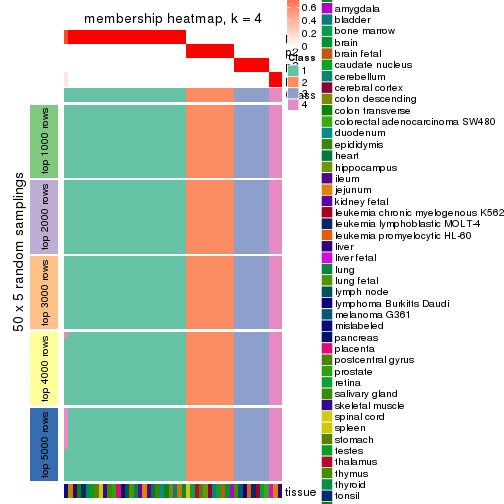 membership heatmap, k = 4
50 x 5 random samplings
top 1000 rows
top 2000 rows
top 3000 rows
top 4000 rows
top 5000 rows
0.6
0.4
0.2
0
Class
1
2
3
4
Class
tissue
amygdala
bladder
bone marrow
brain
brain fetal
caudate nucleus
cerebellum
cerebral cortex
colon descending
colon transverse
colorectal adenocarcinoma SW480
duodenum
epididymis
heart
hippocampus
ileum
jejunum
kidney fetal
leukemia chronic myelogenous K562
leukemia lymphoblastic MOLT-4
leukemia promyelocytic HL-60
liver
liver fetal
lung
lung fetal
lymph node
lymphoma Burkitts Daudi
melanoma G361
mislabeled
pancreas
placenta
postcentral gyrus
prostate
retina
salivary gland
skeletal muscle
spinal cord
spleen
stomach
testes
thalamus
thymus
thyroid
tonsil